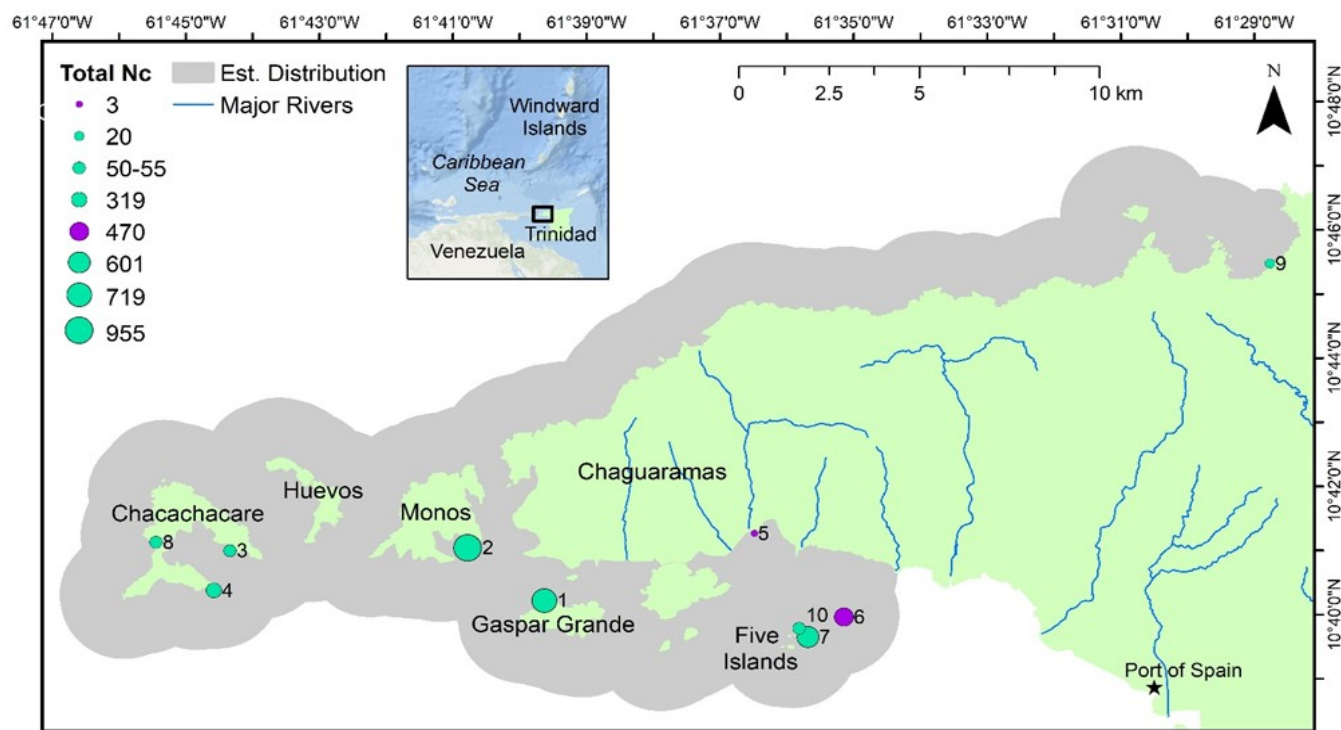 61°47'0"W 61°45'0"W 61°43'0"W 61°41'0"W 61°39'0"W 61°37'0"W 61°35'0"W 61°33'0"W 61°31'0"W 61°29'0"W
Total Nc
3
20
50-55
319
470
601
719
955
Est. Distribution
Major Rivers
Windward
Islands
Caribbean
Sea
Trinidad
Venezuela
0 2.5 5 10 km
N
10°48'0"N
10°46'0"N
10°44'0"N
10°42'0"N
10°40'0"N
9
Chaguaramas
Huevos
Chacachacare
Monos
8
3
4
2
5
1
Gaspar Grande
10
6
7
Five
Islands
Port of Spain